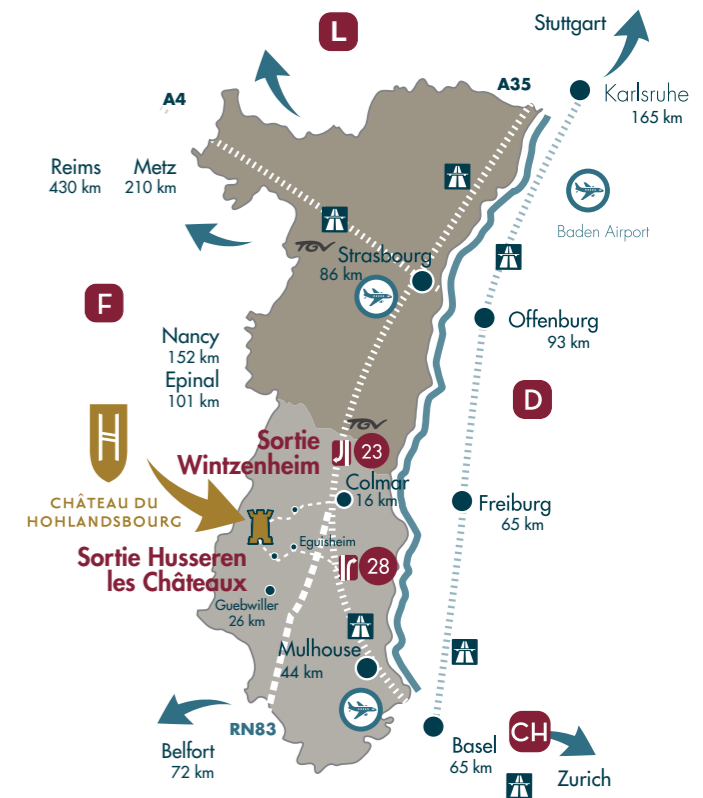 L
Stuttgart
A4
A35
Karlsruhe
165 km
Reims
430 km
Metz
210 km
Baden Airport
TGV
Strasbourg
86 km
F
Offenburg
93 km
Nancy
152 km
Epinal
101 km
D
H
TGV
Sortie
Wintzenheim
23
CHÂTEAU DU
HOHLANDSBOURG
Colmar
16 km
Freiburg
65 km
Eguisheim
Sortie Husseren
les Châteaux
28
Guebwiller
26 km
Mulhouse
44 km
RN83
Belfort
72 km
Basel
65 km
CH
Zurich